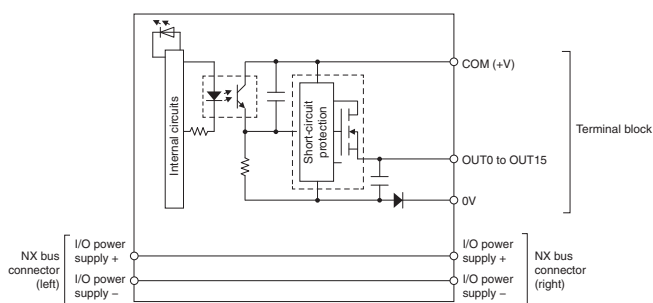 COM (+V)
Internal circuits
Short-circuit
protection
Terminal block
OUT0 to OUT15
0V
NX bus
connector
(left)
I/O power
supply +
I/O power
supply –
I/O power
supply +
I/O power
supply –
NX bus
connector
(right)